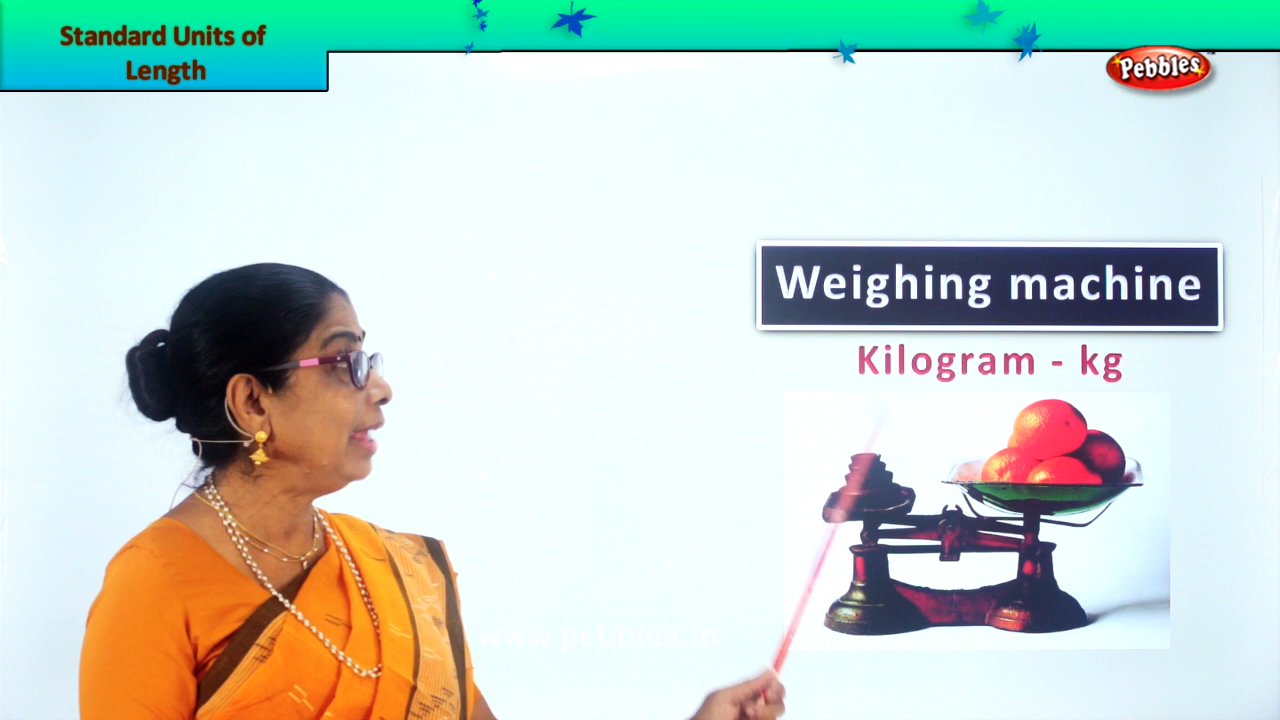 Standard Units of
Length
Pebbles
Weighing machine
Kilogram - kg
www.pebbles.in